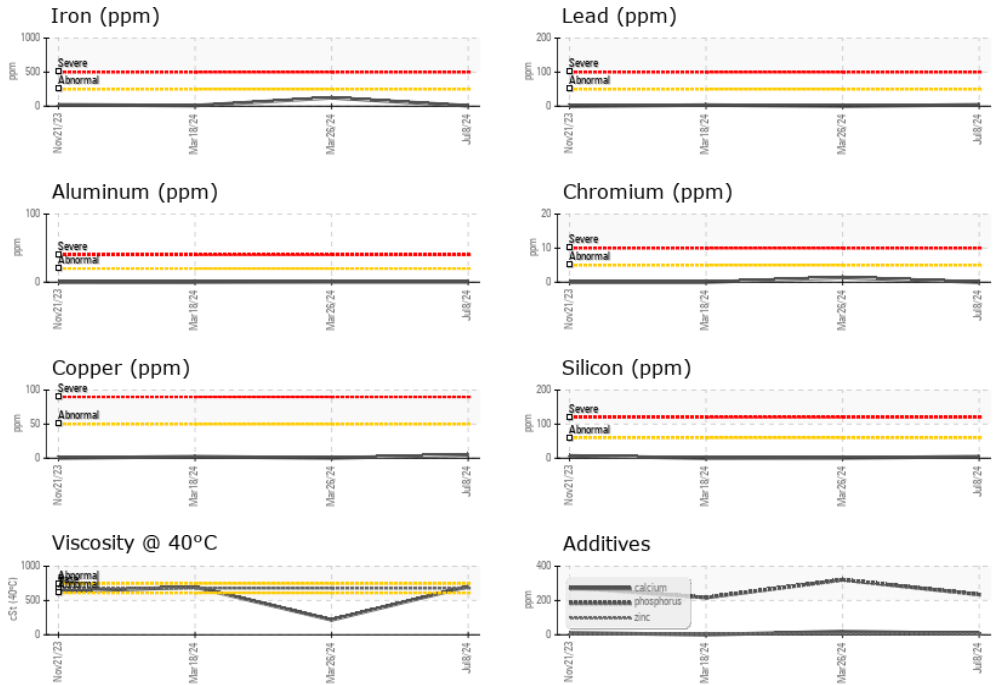 Iron (ppm)
1000
500
0
ppm
Severe
Abnormal
Nov21/23
Mar18/24
Mar26/24
Jul8/24
Lead (ppm)
200
100
0
ppm
Severe
Abnormal
Nov21/23
Mar18/24
Mar26/24
Jul8/24
Aluminum (ppm)
100
50
0
ppm
Severe
Abnormal
Nov21/23
Mar18/24
Mar26/24
Jul8/24
Chromium (ppm)
20
10
0
ppm
Severe
Abnormal
Nov21/23
Mar18/24
Mar26/24
Jul8/24
Copper (ppm)
100
50
0
ppm
Severe
Abnormal
Nov21/23
Mar18/24
Mar26/24
Jul8/24
Silicon (ppm)
200
100
0
ppm
Severe
Abnormal
Nov21/23
Mar18/24
Mar26/24
Jul8/24
Viscosity @ 40°C
1000
500
0
cSt (40°C)
Abnormal
Abnormal
Nov21/23
Mar18/24
Mar26/24
Jul8/24
Additives
400
200
0
ppm
calcium
phosphorus
zinc
Nov21/23
Mar18/24
Mar26/24
Jul8/24